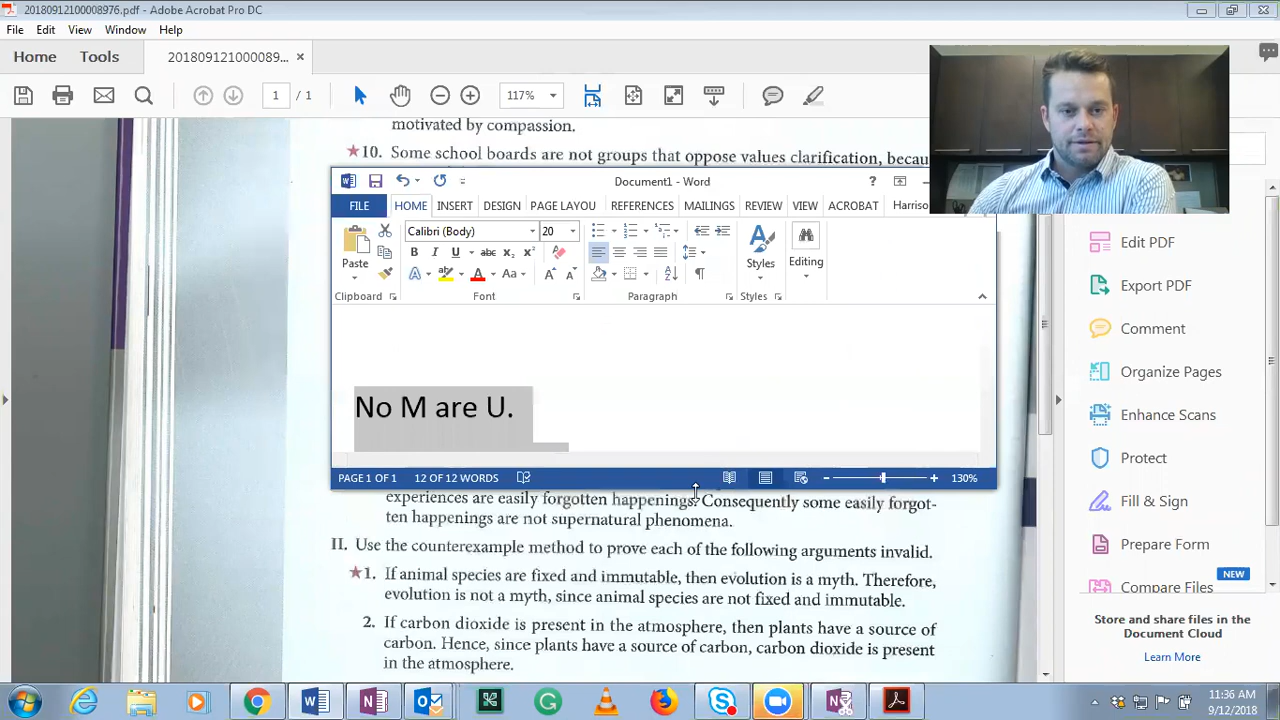 201809121000008976.pdf - Adobe Acrobat Pro DC
File Edit View Window Help
Home Tools 20180912100089... ×
1 / 1 117%
motivated by compassion.
★10. Some school boards are not groups that oppose values clarification, becau
Document1 - Word
FILE HOME INSERT DESIGN PAGE LAYOU REFERENCES MAILINGS REVIEW VIEW ACROBAT Harriso
Calibri (Body) 20
Paste
Styles
Editing
Clipboard Font Paragraph Styles
No M are U.
PAGE 1 OF 1 12 OF 12 WORDS 130%
experiences are easily forgotten happenings. Consequently some easily forgot-
ten happenings are not supernatural phenomena.
II. Use the counterexample method to prove each of the following arguments invalid.
★1. If animal species are fixed and immutable, then evolution is a myth. Therefore,
evolution is not a myth, since animal species are not fixed and immutable.
2. If carbon dioxide is present in the atmosphere, then plants have a source of
carbon. Hence, since plants have a source of carbon, carbon dioxide is present
in the atmosphere.
Edit PDF
Export PDF
Comment
Organize Pages
Enhance Scans
Protect
Fill & Sign
Prepare Form
NEW
Compare Files
Store and share files in the
Document Cloud
Learn More
11:36 AM
9/12/2018